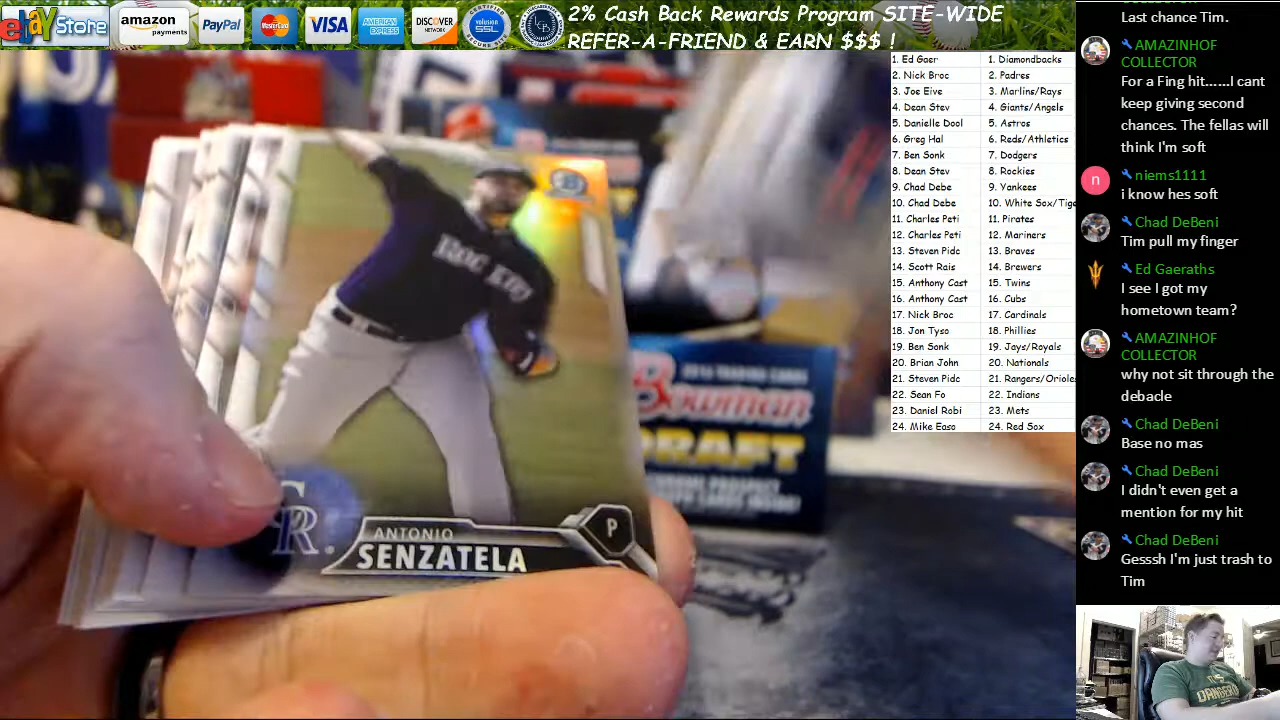 ebay Store
amazon
payments
PayPal
MasterCard
VISA
AMERICAN
EXPRESS
DISCOVER
NETWORK
volusion
SSL
2% Cash Back Rewards Program SITE-WIDE
REFER-A-FRIEND & EARN $$$ !
1. Ed Gaer 1. Diamondbacks
2. Nick Broc 2. Padres
3. Joe Eive 3. Marlins/Rays
4. Dean Stev 4. Giants/Angels
5. Danielle Dool 5. Astros
6. Greg Hal 6. Reds/Athletics
7. Ben Sonk 7. Dodgers
8. Dean Stev 8. Rockies
9. Chad Debe 9. Yankees
10. Chad Debe 10. White Sox/Tige
11. Charles Peti 11. Pirates
12. Charles Peti 12. Mariners
13. Steven Pidc 13. Braves
14. Scott Rais 14. Brewers
15. Anthony Cast 15. Twins
16. Anthony Cast 16. Cubs
17. Nick Broc 17. Cardinals
18. Jon Tyso 18. Phillies
19. Ben Sonk 19. Jays/Royals
20. Brian John 20. Nationals
21. Steven Pidc 21. Rangers/Oriole
22. Sean Fo 22. Indians
23. Daniel Robi 23. Mets
24. Mike Easo 24. Red Sox
Last chance Tim.
AMAZINHOF
COLLECTOR
For a Fing hit......I cant
keep giving second
chances. The fellas will
think I'm soft
n
niems1111
i know hes soft
Chad DeBeni
Tim pull my finger
Ed Gaeraths
I see I got my
hometown team?
AMAZINHOF
COLLECTOR
why not sit through the
debacle
Chad DeBeni
Base no mas
Chad DeBeni
I didn't even get a
mention for my hit
Chad DeBeni
Gesssh I'm just trash to
Tim
2016 TRADING CARDS
Bowman
DRAFT
CR
P
ANTONIO
SENZATELA